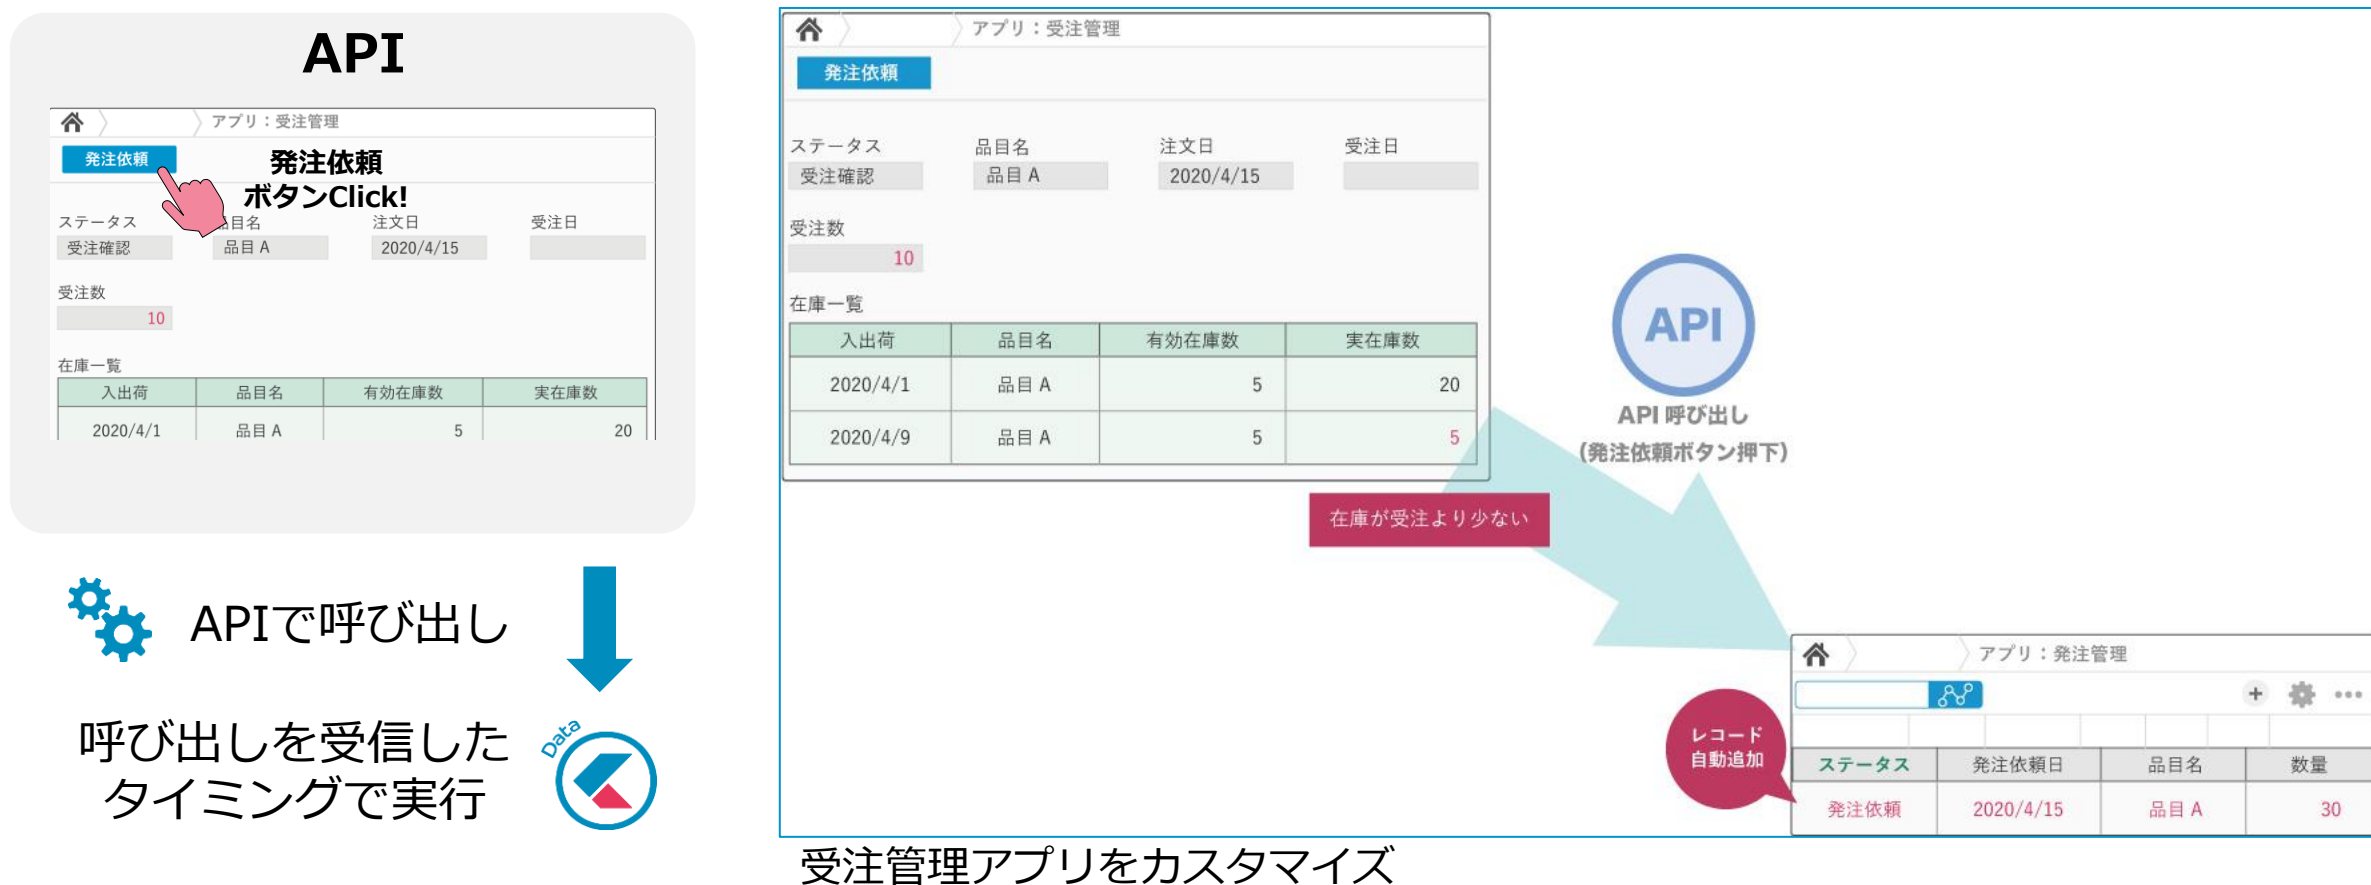 API
アプリ：受注管理
発注依頼
発注依頼
ボタンClick!
ステータス 品目名 注文日 受注日
受注確認 品目 A 2020/4/15
受注数
10
在庫一覧
入出荷 品目名 有効在庫数 実在庫数
2020/4/1 品目 A 5 20
APIで呼び出し
呼び出しを受信した
タイミングで実行
Data
アプリ：受注管理
発注依頼
ステータス 品目名 注文日 受注日
受注確認 品目 A 2020/4/15
受注数
10
在庫一覧
入出荷 品目名 有効在庫数 実在庫数
2020/4/1 品目 A 5 20
2020/4/9 品目 A 5 5
在庫が受注より少ない
API
API 呼び出し
(発注依頼ボタン押下)
アプリ：発注管理
レコード
自動追加
ステータス 発注依頼日 品目名 数量
発注依頼 2020/4/15 品目 A 30
受注管理アプリをカスタマイズ